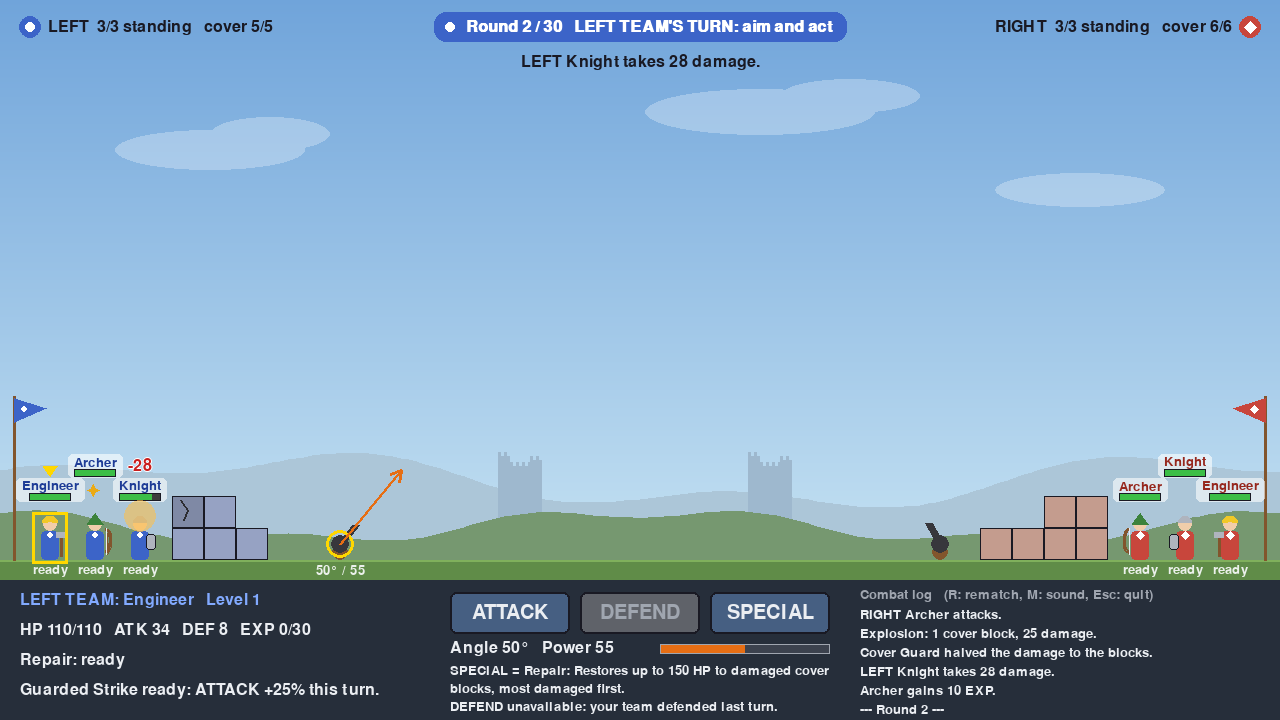 LEFT 3/3 standing cover 5/5
Round 2 / 30 LEFT TEAM'S TURN: aim and act
RIGHT 3/3 standing cover 6/6
LEFT Knight takes 28 damage.
Archer -28
Engineer Knight
Knight
Archer Engineer
ready ready ready
50° / 55
ready ready ready
LEFT TEAM: Engineer Level 1
HP 110/110 ATK 34 DEF 8 EXP 0/30
Repair: ready
Guarded Strike ready: ATTACK +25% this turn.
ATTACK DEFEND SPECIAL
Angle 50° Power 55
SPECIAL = Repair: Restores up to 150 HP to damaged cover
blocks, most damaged first.
DEFEND unavailable: your team defended last turn.
Combat log (R: rematch, M: sound, Esc: quit)
RIGHT Archer attacks.
Explosion: 1 cover block, 25 damage.
Cover Guard halved the damage to the blocks.
LEFT Knight takes 28 damage.
Archer gains 10 EXP.
--- Round 2 ---